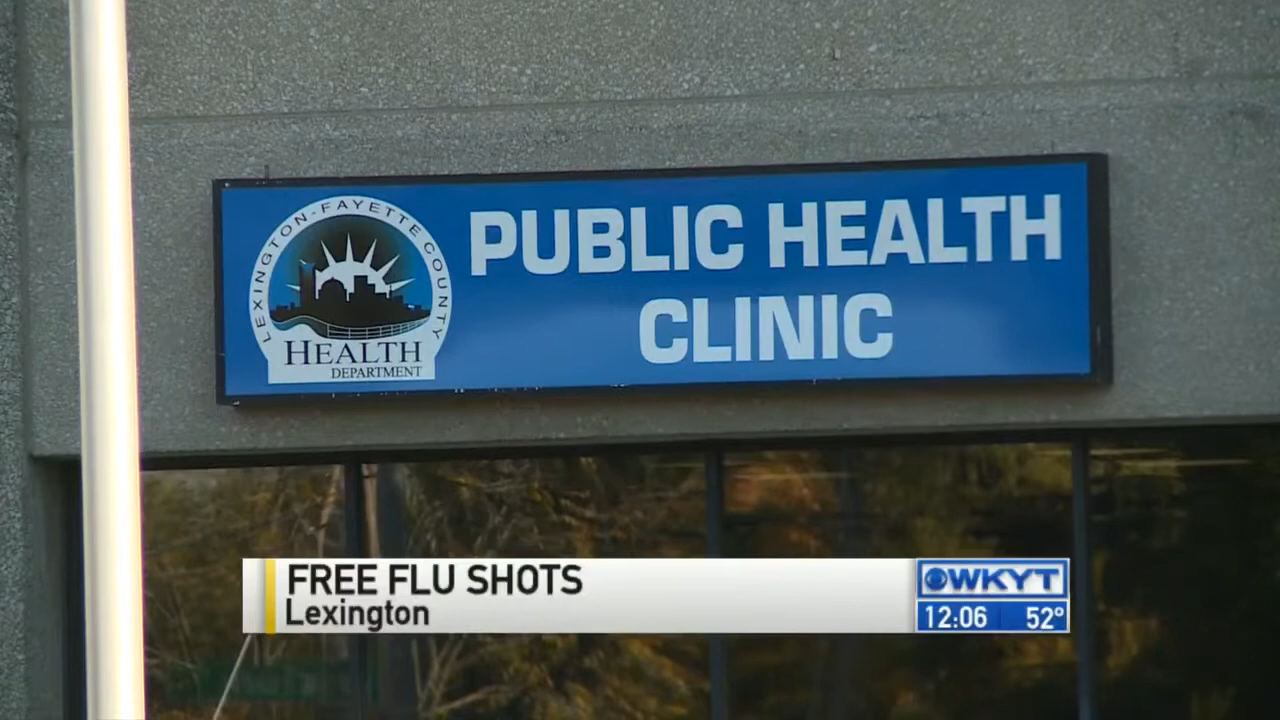 LEXINGTON-FAYETTE COUNTY
HEALTH
DEPARTMENT
PUBLIC HEALTH
CLINIC
FREE FLU SHOTS
Lexington
WKYT
12:06 52°